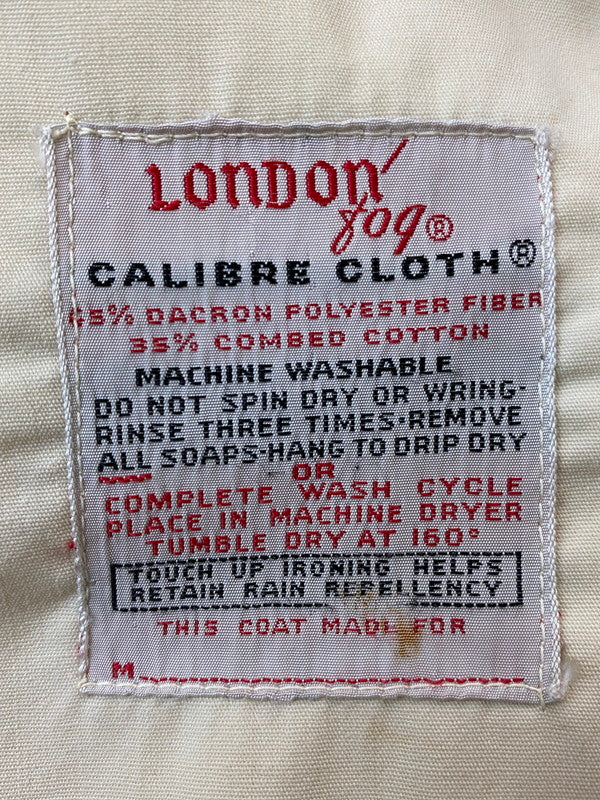 LONDON
fog®
CALIBRE CLOTH®
65% DACRON POLYESTER FIBER
35% COMBED COTTON
MACHINE WASHABLE
DO NOT SPIN DRY OR WRING-
RINSE THREE TIMES·REMOVE
ALL SOAPS-HANG TO DRIP DRY
OR
COMPLETE WASH CYCLE
PLACE IN MACHINE DRYER
TUMBLE DRY AT 160°
TOUCH UP IRONING HELPS
RETAIN RAIN REPELLENCY
THIS COAT MADE FOR
M